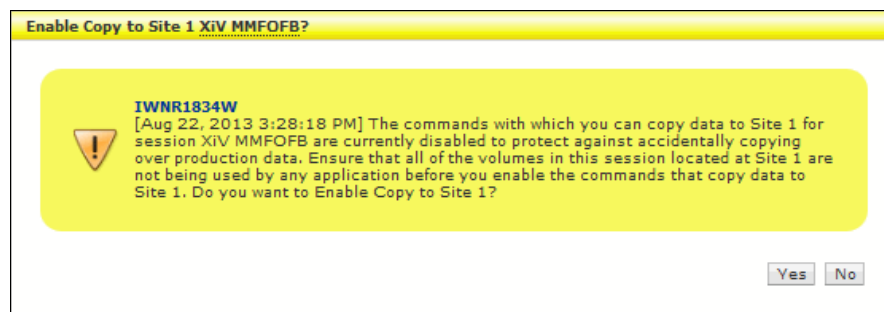 Enable Copy to Site 1 XiV MMFOFB?
IWNR1834W
[Aug 22, 2013 3:28:18 PM] The commands with which you can copy data to Site 1 for
session XiV MMFOFB are currently disabled to protect against accidentally copying
over production data. Ensure that all of the volumes in this session located at Site 1 are
not being used by any application before you enable the commands that copy data to
Site 1. Do you want to Enable Copy to Site 1?
Yes No